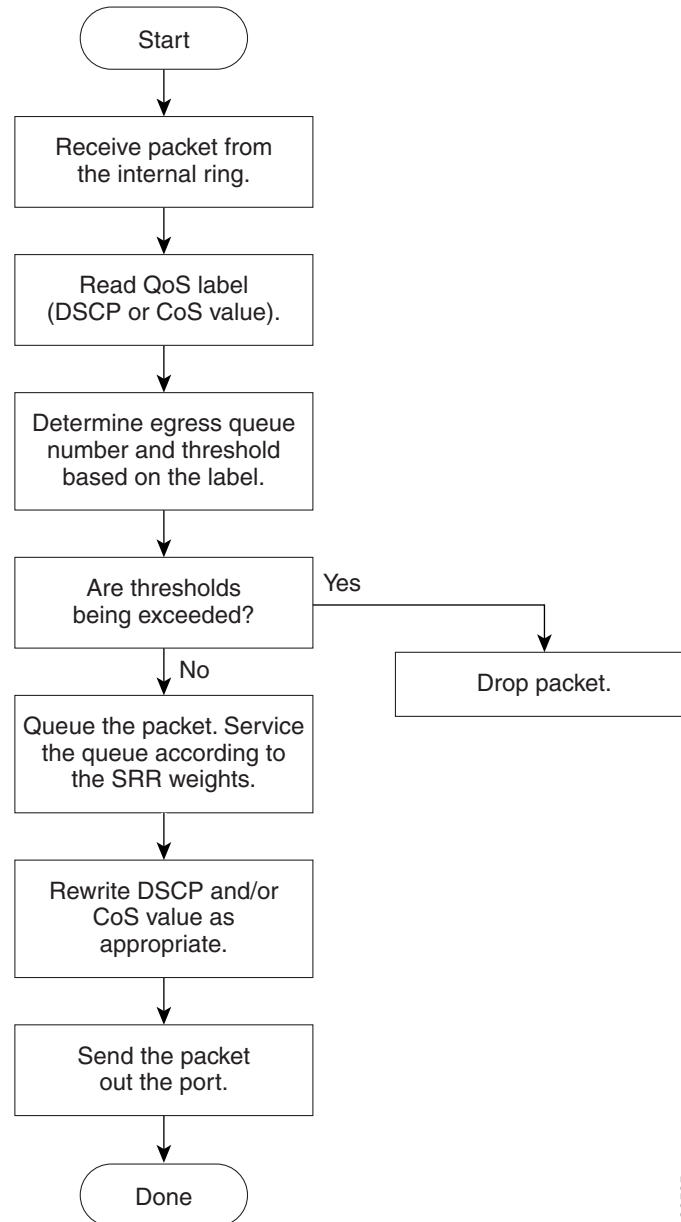 Start
Receive packet from
the internal ring.
Read QoS label
(DSCP or CoS value).
Determine egress queue
number and threshold
based on the label.
Are thresholds
being exceeded?
Yes
No
Drop packet.
Queue the packet. Service
the queue according to
the SRR weights.
Rewrite DSCP and/or
CoS value as
appropriate.
Send the packet
out the port.
Done